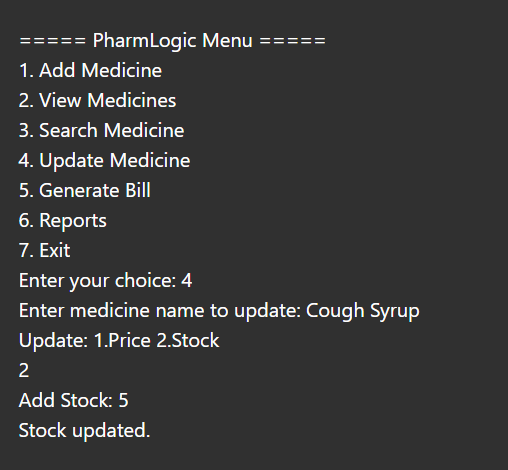 ===== PharmLogic Menu =====
1. Add Medicine
2. View Medicines
3. Search Medicine
4. Update Medicine
5. Generate Bill
6. Reports
7. Exit
Enter your choice: 4
Enter medicine name to update: Cough Syrup
Update: 1.Price 2.Stock
2
Add Stock: 5
Stock updated.